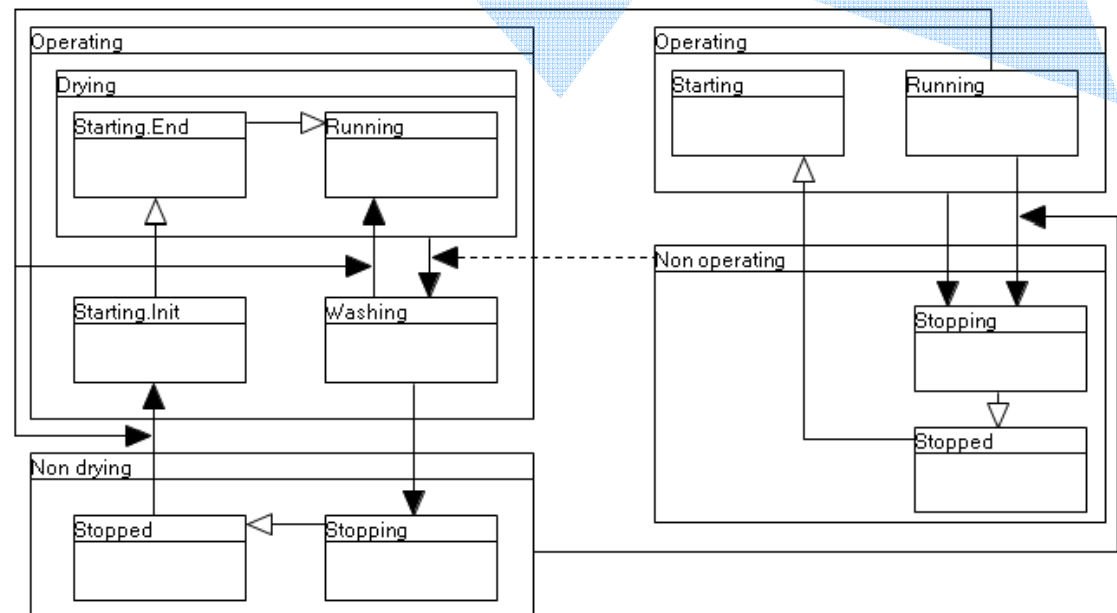 Operating
Drying
Starting.End
Running
Starting.Init
Washing
Non drying
Stopped
Stopping
Operating
Starting
Running
Non operating
Stopping
Stopped